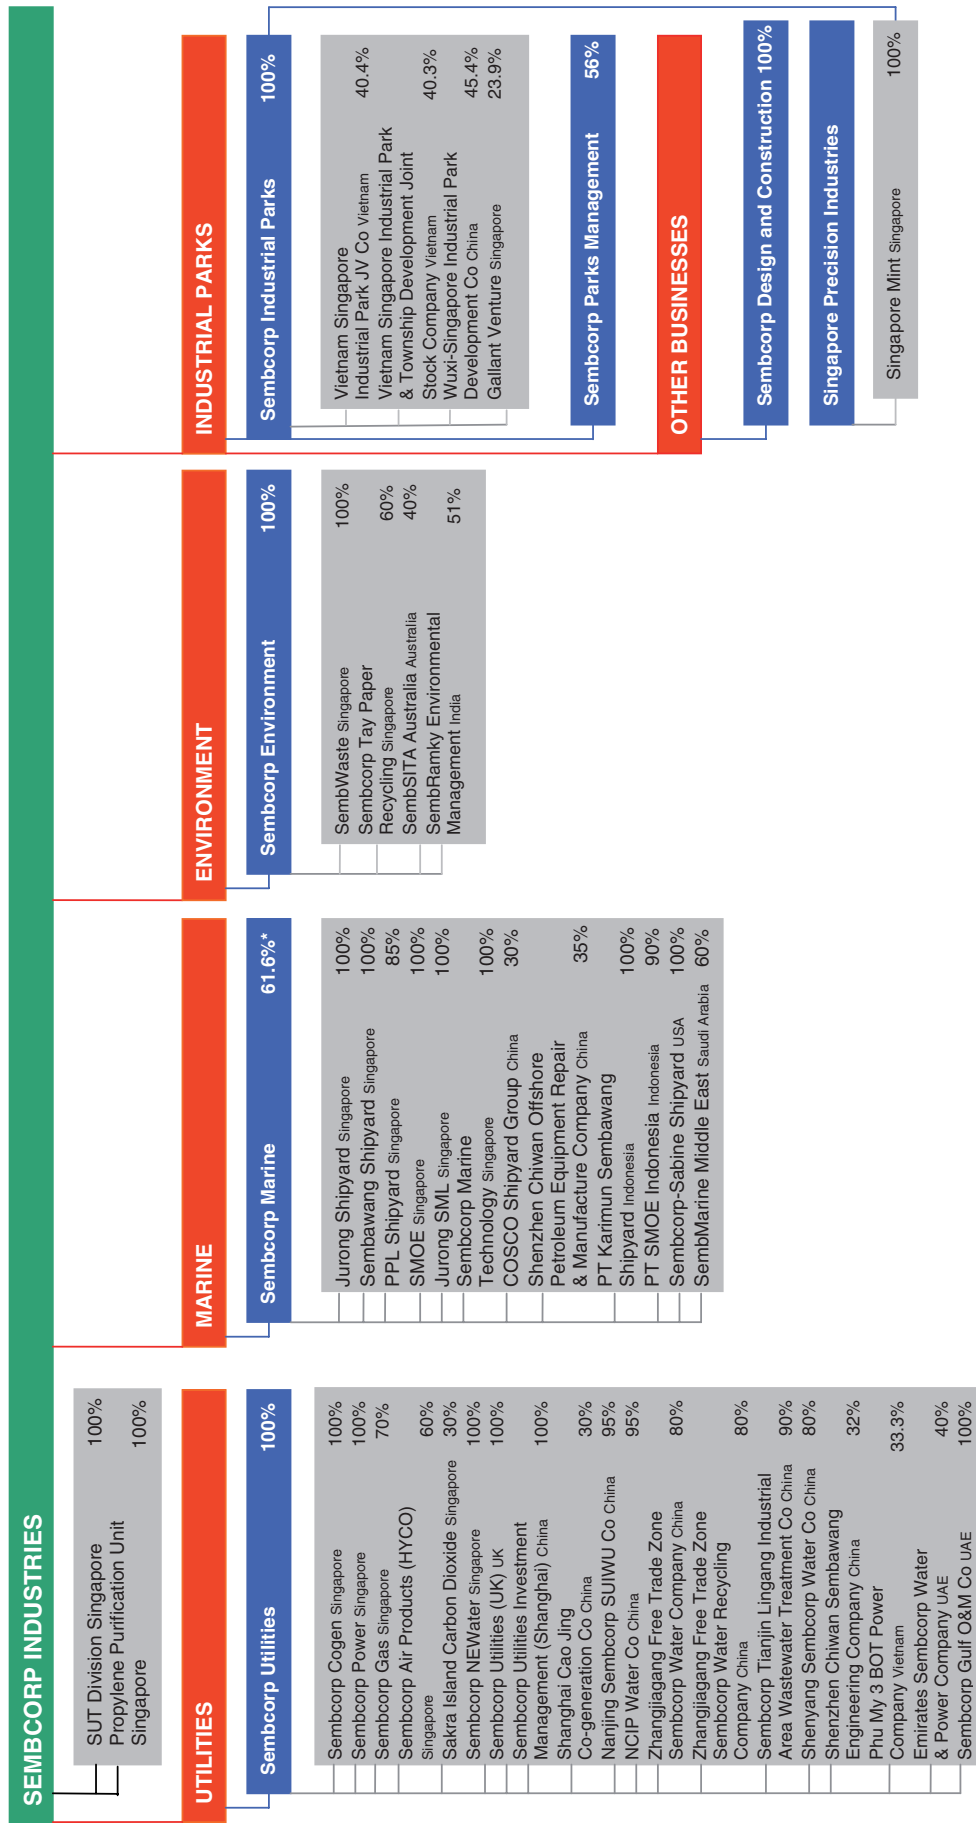 SEMBCORP INDUSTRIES
SUT Division Singapore 100%
Propylene Purification Unit
Singapore 100%
UTILITIES
Sembcorp Utilities 100%
Sembcorp Cogen Singapore 100%
Sembcorp Power Singapore 100%
Sembcorp Gas Singapore 70%
Sembcorp Air Products (HYCO)
Singapore 60%
Sakra Island Carbon Dioxide Singapore 30%
Sembcorp NEWater Singapore 100%
Sembcorp Utilities (UK) UK 100%
Sembcorp Utilities Investment
Management (Shanghai) China 100%
Shanghai Cao Jing
Co-generation Co China 30%
Nanjing Sembcorp SUIWU Co China 95%
NCIP Water Co China 95%
Zhangjiagang Free Trade Zone
Sembcorp Water Company China 80%
Zhangjiagang Free Trade Zone
Sembcorp Water Recycling
Company China 80%
Sembcorp Tianjin Lingang Industrial
Area Wastewater Treatment Co China 90%
Shenyang Sembcorp Water Co China 80%
Shenzhen Chiwan Sembawang
Engineering Company China 32%
Phu My 3 BOT Power
Company Vietnam 33.3%
Emirates Sembcorp Water
& Power Company UAE 40%
Sembcorp Gulf O&M Co UAE 100%
MARINE
Sembcorp Marine 61.6%*
Jurong Shipyard Singapore 100%
Sembawang Shipyard Singapore 100%
PPL Shipyard Singapore 85%
SMOE Singapore 100%
Jurong SML Singapore 100%
Sembcorp Marine
Technology Singapore 100%
COSCO Shipyard Group China 30%
Shenzhen Chiwan Offshore
Petroleum Equipment Repair
& Manufacture Company China 35%
PT Karimun Sembawang
Shipyard Indonesia 100%
PT SMOE Indonesia Indonesia 90%
Sembcorp-Sabine Shipyard USA 100%
SembMarine Middle East Saudi Arabia 60%
ENVIRONMENT
Sembcorp Environment 100%
SembWaste Singapore 100%
Sembcorp Tay Paper
Recycling Singapore 60%
SembSITA Australia Australia 40%
SembRamky Environmental
Management India 51%
INDUSTRIAL PARKS
Sembcorp Industrial Parks 100%
Vietnam Singapore
Industrial Park JV Co Vietnam 40.4%
Vietnam Singapore Industrial Park
& Township Development Joint
Stock Company Vietnam 40.3%
Wuxi-Singapore Industrial Park
Development Co China 45.4%
Gallant Venture Singapore 23.9%
Sembcorp Parks Management 56%
OTHER BUSINESSES
Sembcorp Design and Construction 100%
Singapore Precision Industries
Singapore Mint Singapore 100%